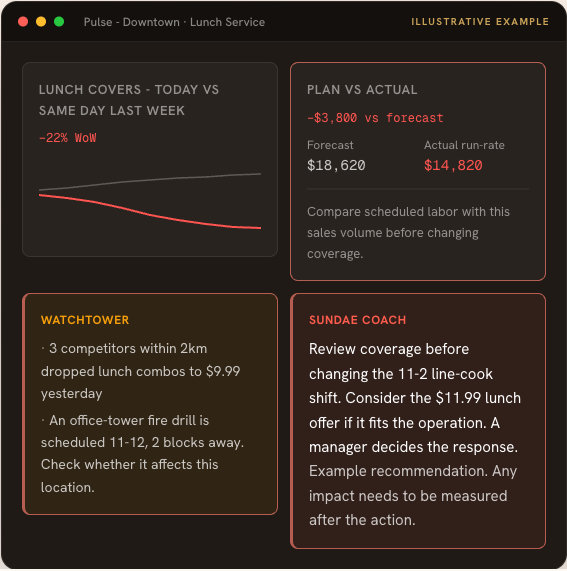 Pulse - Downtown · Lunch Service
ILLUSTRATIVE EXAMPLE
LUNCH COVERS - TODAY VS
SAME DAY LAST WEEK
−22% WoW
PLAN VS ACTUAL
−$3,800 vs forecast
Forecast
Actual run-rate
$18,620
$14,820
Compare scheduled labor with this
sales volume before changing
coverage.
WATCHTOWER
· 3 competitors within 2km
dropped lunch combos to $9.99
yesterday
· An office-tower fire drill is
scheduled 11-12, 2 blocks away.
Check whether it affects this
location.
SUNDAE COACH
Review coverage before
changing the 11-2 line-cook
shift. Consider the $11.99 lunch
offer if it fits the operation. A
manager decides the response.
Example recommendation. Any
impact needs to be measured
after the action.